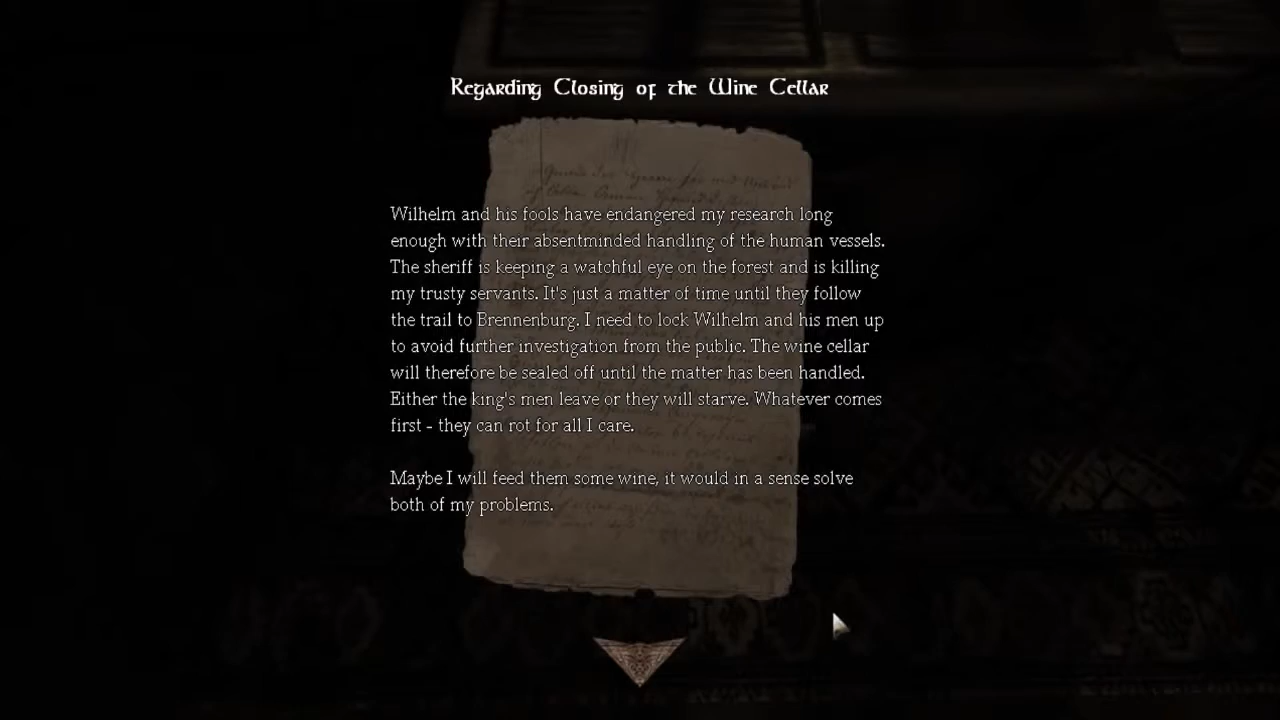 Regarding Closing of the Wine Cellar
Wilhelm and his fools have endangered my research long
enough with their absentminded handling of the human vessels.
The sheriff is keeping a watchful eye on the forest and is killing
my trusty servants. It's just a matter of time until they follow
the trail to Brennenburg. I need to lock Wilhelm and his men up
to avoid further investigation from the public. The wine cellar
will therefore be sealed off until the matter has been handled.
Either the king's men leave or they will starve. Whatever comes
first - they can rot for all I care.
Maybe I will feed them some wine, it would in a sense solve
both of my problems.